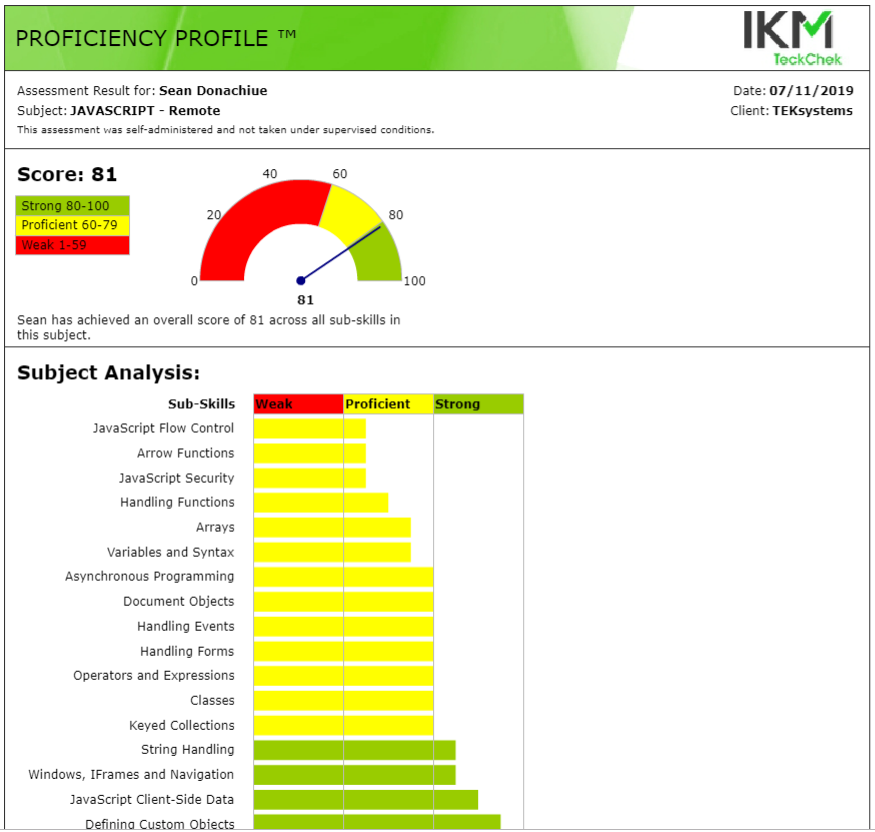 PROFICIENCY PROFILE ™
IKM
TeckChek
Assessment Result for: Sean Donachiue
Date: 07/11/2019
Subject: JAVASCRIPT - Remote
Client: TEKsystems
This assessment was self-administered and not taken under supervised conditions.
Score: 81
Strong 80-100
Proficient 60-79
Weak 1-59
0
20
40
60
80
100
81
Sean has achieved an overall score of 81 across all sub-skills in
this subject.
Subject Analysis:
Sub-Skills Weak Proficient Strong
JavaScript Flow Control
Arrow Functions
JavaScript Security
Handling Functions
Arrays
Variables and Syntax
Asynchronous Programming
Document Objects
Handling Events
Handling Forms
Operators and Expressions
Classes
Keyed Collections
String Handling
Windows, IFrames and Navigation
JavaScript Client-Side Data
Defining Custom Objects